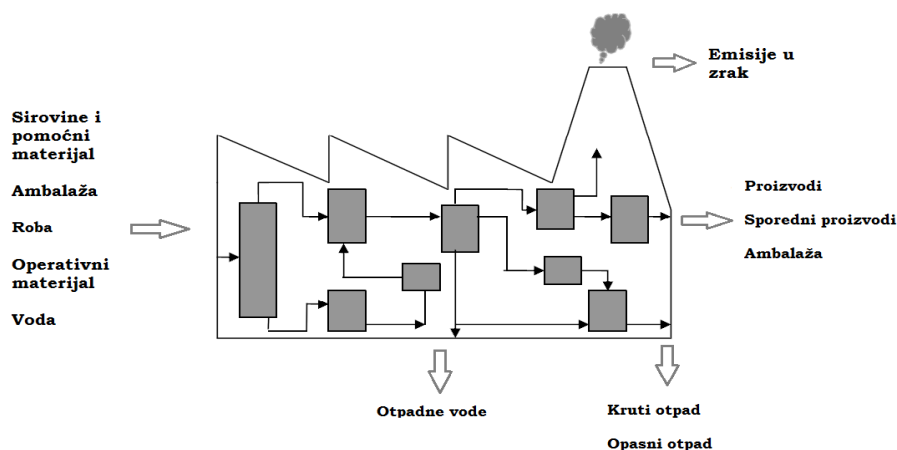 Emisije u
zrak
Sirovine i
pomoćni
materijal
Ambalaža
Roba
Operativni
materijal
Voda
Proizvodi
Sporedni proizvodi
Ambalaža
Otpadne vode
Kruti otpad
Opasni otpad